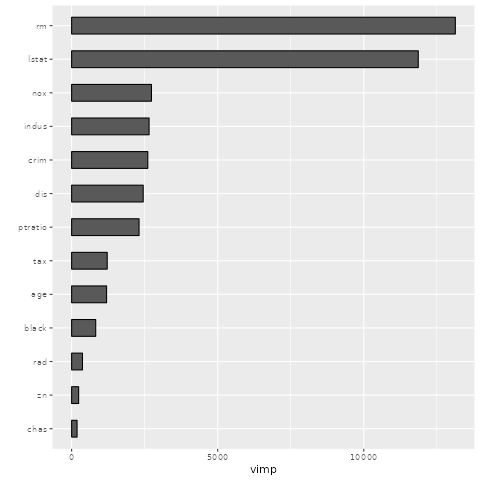 rm
lstat
nox
indus
crim
dis
ptratio
tax
age
black
rad
zn
chas
0 5000 10000
vimp